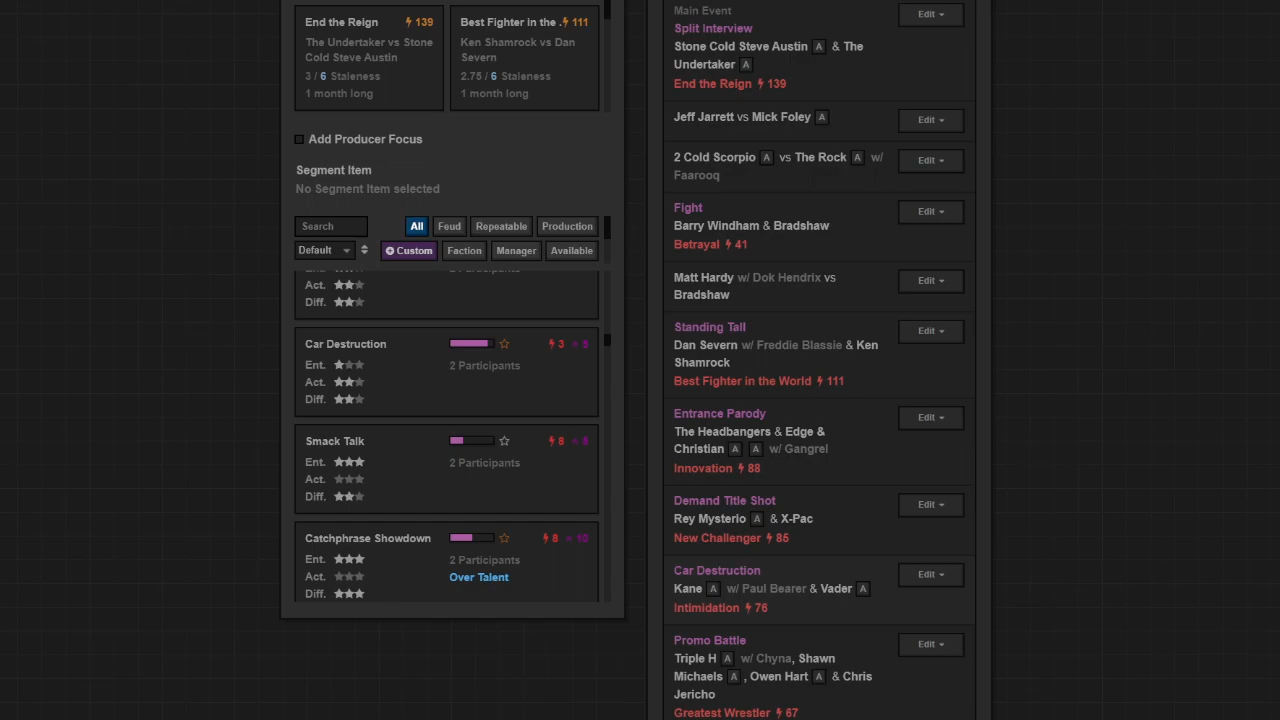 End the Reign 139
The Undertaker vs Stone
Cold Steve Austin
3 / 6 Staleness
1 month long
Best Fighter in the . 111
Ken Shamrock vs Dan
Severn
2.75 / 6 Staleness
1 month long
Add Producer Focus
Segment Item
No Segment Item selected
Search All Feud Repeatable Production
Default Custom Faction Manager Available
2 Participants
Act.
Diff.
Car Destruction 3
Ent. 2 Participants
Act.
Diff.
Smack Talk 8
Ent. 2 Participants
Act.
Diff.
Catchphrase Showdown 8 10
Ent. 2 Participants
Act. Over Talent
Diff.
Main Event Edit
Split Interview
Stone Cold Steve Austin A & The
Undertaker A
End the Reign 139
Jeff Jarrett vs Mick Foley A Edit
2 Cold Scorpio A vs The Rock A w/ Edit
Faarooq
Fight Edit
Barry Windham & Bradshaw
Betrayal 41
Matt Hardy w/ Dok Hendrix vs Edit
Bradshaw
Standing Tall Edit
Dan Severn w/ Freddie Blassie & Ken
Shamrock
Best Fighter in the World 111
Entrance Parody Edit
The Headbangers & Edge &
Christian A A w/ Gangrel
Innovation 88
Demand Title Shot Edit
Rey Mysterio A & X-Pac
New Challenger 85
Car Destruction Edit
Kane A w/ Paul Bearer & Vader A
Intimidation 76
Promo Battle Edit
Triple H A w/ Chyna, Shawn
Michaels A , Owen Hart A & Chris
Jericho
Greatest Wrestler 67